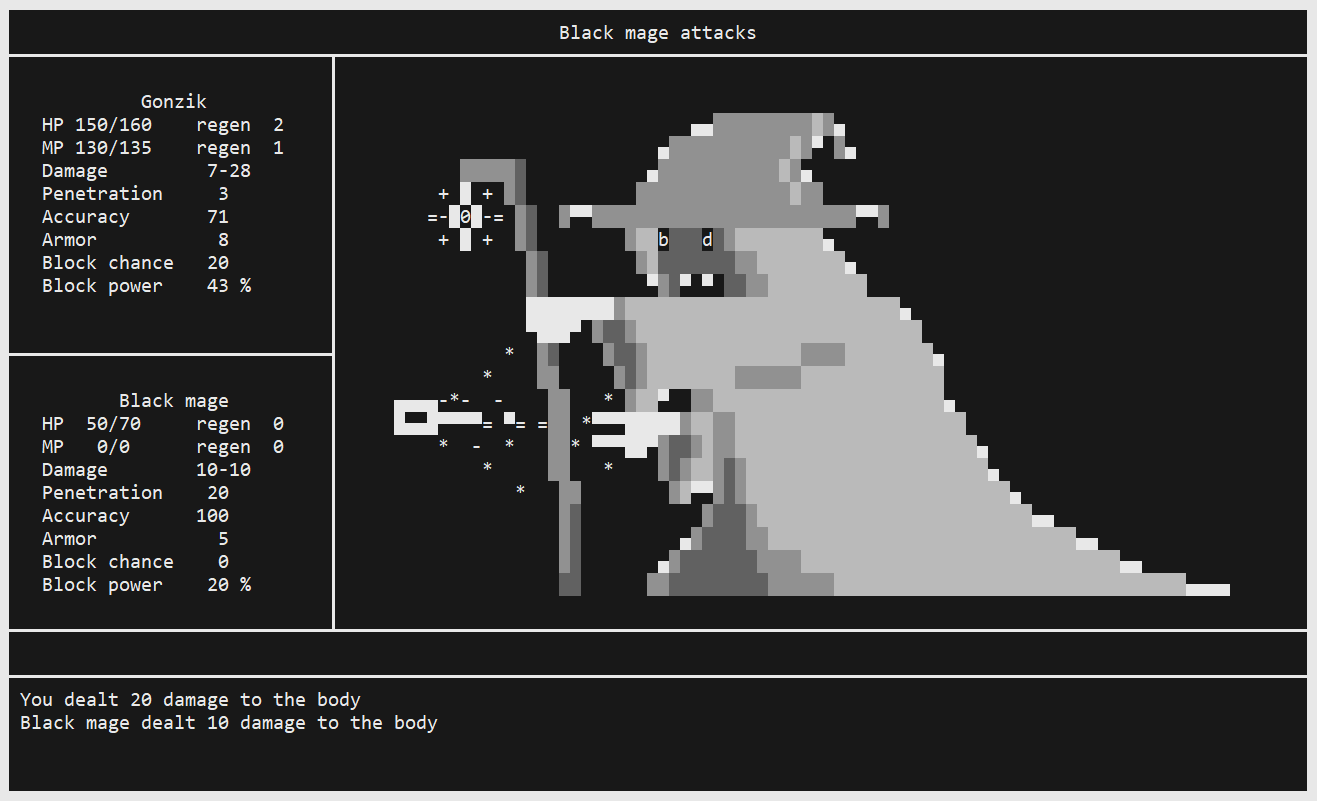 Black mage attacks
Gonzik
HP 150/160 regen 2
MP 130/135 regen 1
Damage 7-28
Penetration 3
Accuracy 71
Armor 8
Block chance 20
Block power 43 %
Black mage
HP 50/70 regen 0
MP 0/0 regen 0
Damage 10-10
Penetration 20
Accuracy 100
Armor 5
Block chance 0
Block power 20 %
You dealt 20 damage to the body
Black mage dealt 10 damage to the body